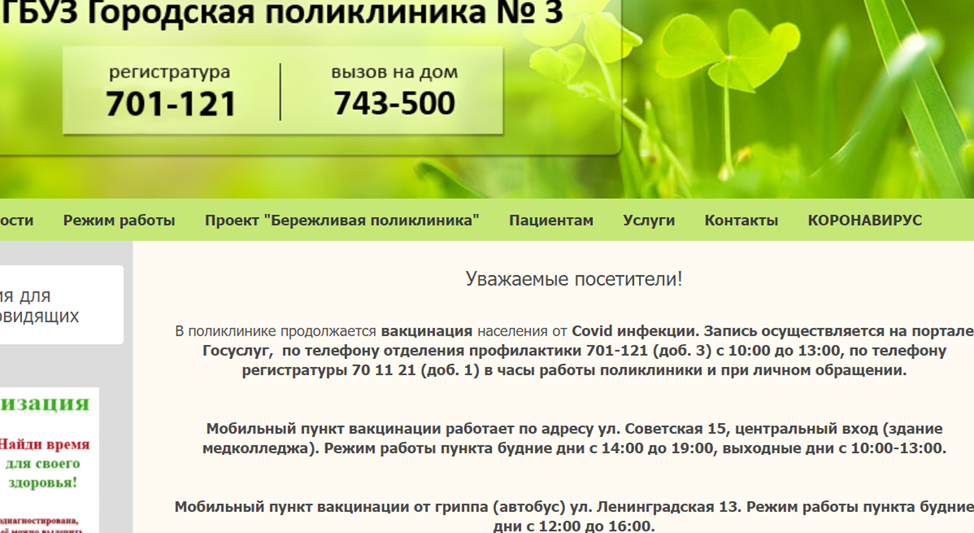 ГБУЗ Городская поликлиника № 3
регистратура
701-121
вызов на дом
743-500
ости Режим работы Проект "Бережливая поликлиника" Пациентам Услуги Контакты КОРОНАВИРУС
Уважаемые посетители!
ия для
овидящих
В поликлинике продолжается вакцинация населения от Covid инфекции. Запись осуществляется на портале
Госуслуг, по телефону отделения профилактики 701-121 (доб. 3) с 10:00 до 13:00, по телефону
регистратуры 70 11 21 (доб. 1) в часы работы поликлиники и при личном обращении.
изация
Найди время
для своего
здоровья!
диагностирована,
Мобильный пункт вакцинации работает по адресу ул. Советская 15, центральный вход (здание
медколледжа). Режим работы пункта будние дни с 14:00 до 19:00, выходные дни с 10:00-13:00.
Мобильный пункт вакцинации от гриппа (автобус) ул. Ленинградская 13. Режим работы пункта будние
дни с 12:00 до 16:00.